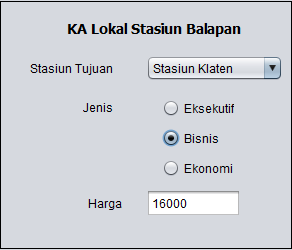 KA Lokal Stasiun Balapan
Stasiun Tujuan Stasiun Klaten
Jenis Eksekutif
Bisnis
Ekonomi
Harga 16000